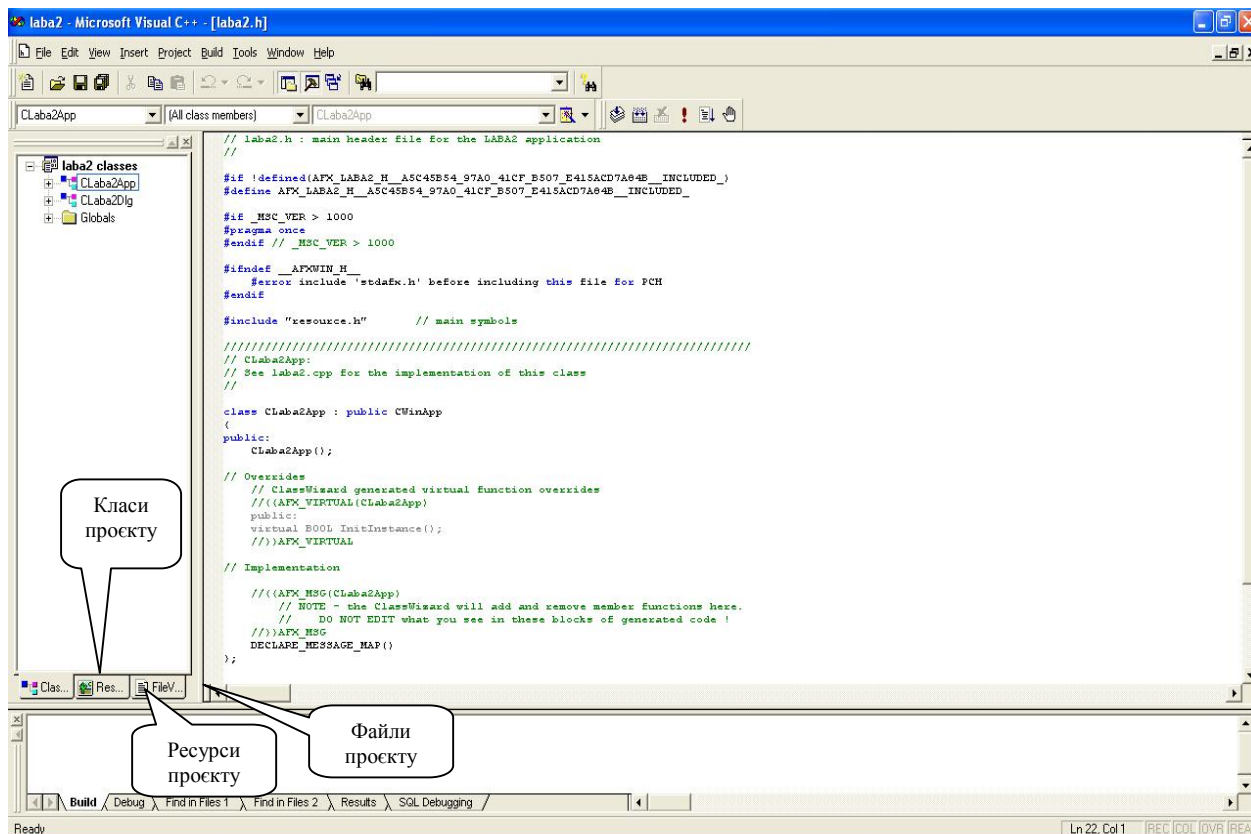 laba2 - Microsoft Visual C++ - [laba2.h]
File Edit View Insert Project Build Tools Window Help
CLaba2App (All class members) CLaba2App
laba2 classes
CLaba2App
CLaba2Dlg
Globals
// laba2.h : main header file for the LABA2 application
//
#if !defined(AFX_LABA2_H__A5C45B54_97A0_41CF_B507_E415ACD7A84B__INCLUDED_)
#define AFX_LABA2_H__A5C45B54_97A0_41CF_B507_E415ACD7A84B__INCLUDED_
#if _MSC_VER > 1000
#pragma once
#endif // _MSC_VER > 1000
#ifndef __AFXWIN_H__
#error include 'stdafx.h' before including this file for PCH
#endif
#include "resource.h" // main symbols
/////////////////////////////////////////////////////////////////////////////
// CLaba2App:
// See laba2.cpp for the implementation of this class
//
class CLaba2App : public CWinApp
{
public:
CLaba2App();
// Overrides
// ClassWizard generated virtual function overrides
//{{AFX_VIRTUAL(CLaba2App)
public:
virtual BOOL InitInstance();
//}}AFX_VIRTUAL
// Implementation
//{{AFX_MSG(CLaba2App)
// NOTE - the ClassWizard will add and remove member functions here.
// DO NOT EDIT what you see in these blocks of generated code !
//}}AFX_MSG
DECLARE_MESSAGE_MAP()
};
Класи
проєкту
Clas... Res... FileV...
Ресурси
проєкту
Файли
проєкту
Build Debug Find in Files 1 Find in Files 2 Results SQL Debugging
Ready Ln 22, Col 1 REC COL OVR REA